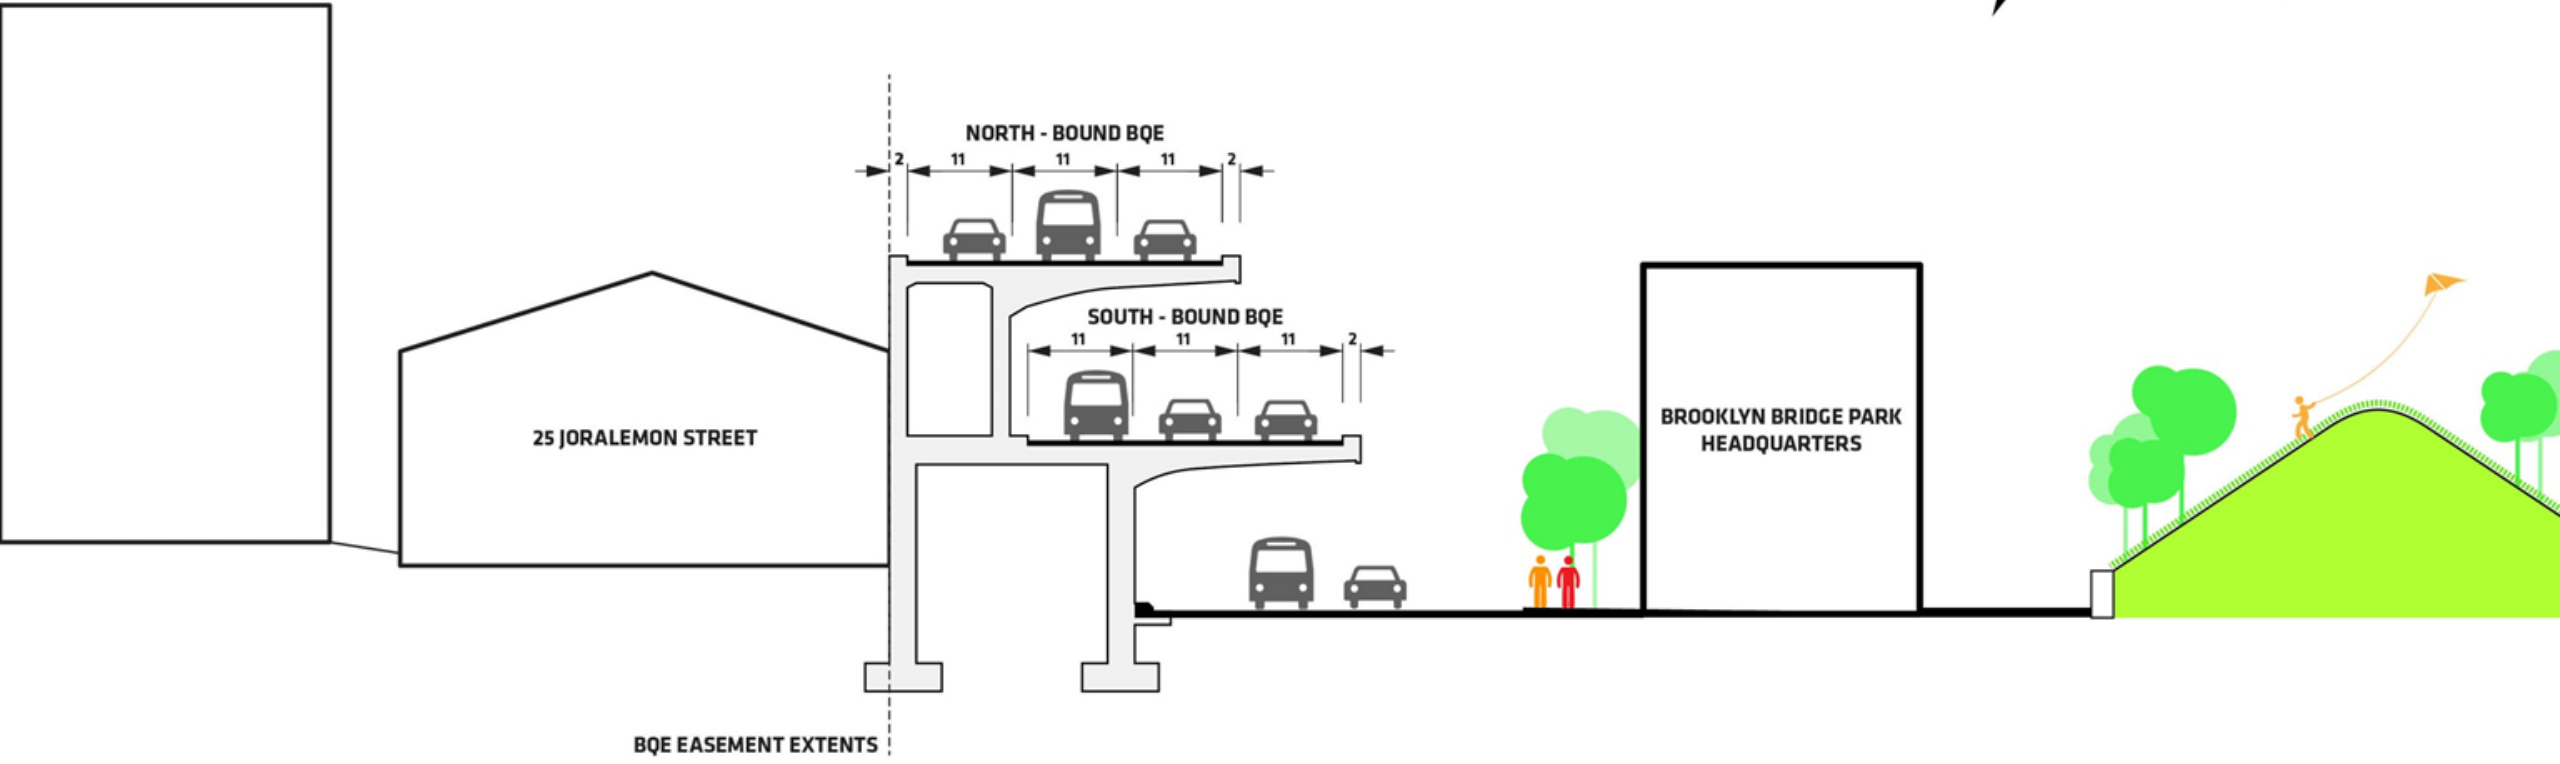 NORTH - BOUND BQE
2 11 11 11 2
SOUTH - BOUND BQE
11 11 11 2
25 JORALEMON STREET
BROOKLYN BRIDGE PARK
HEADQUARTERS
BQE EASEMENT EXTENTS